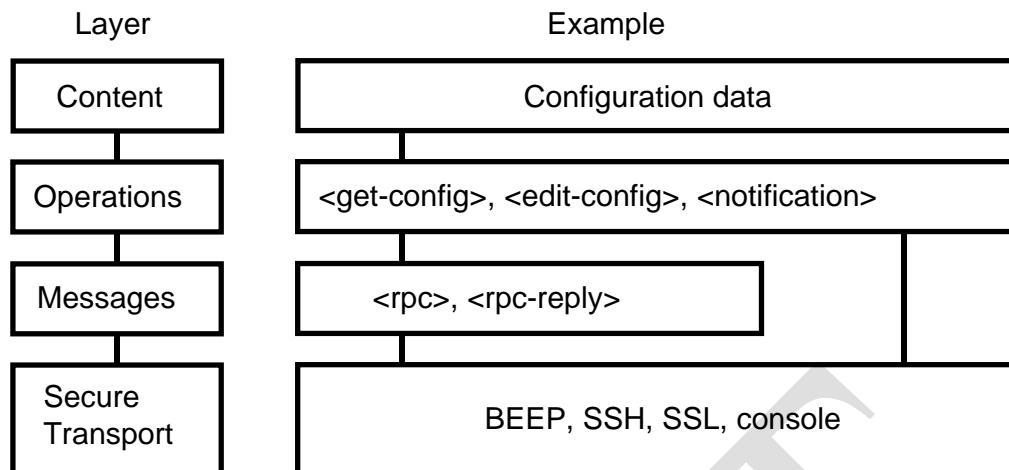 Layer
Example
Content
Configuration data
Operations
<get-config>, <edit-config>, <notification>
Messages
<rpc>, <rpc-reply>
Secure
Transport
BEEP, SSH, SSL, console